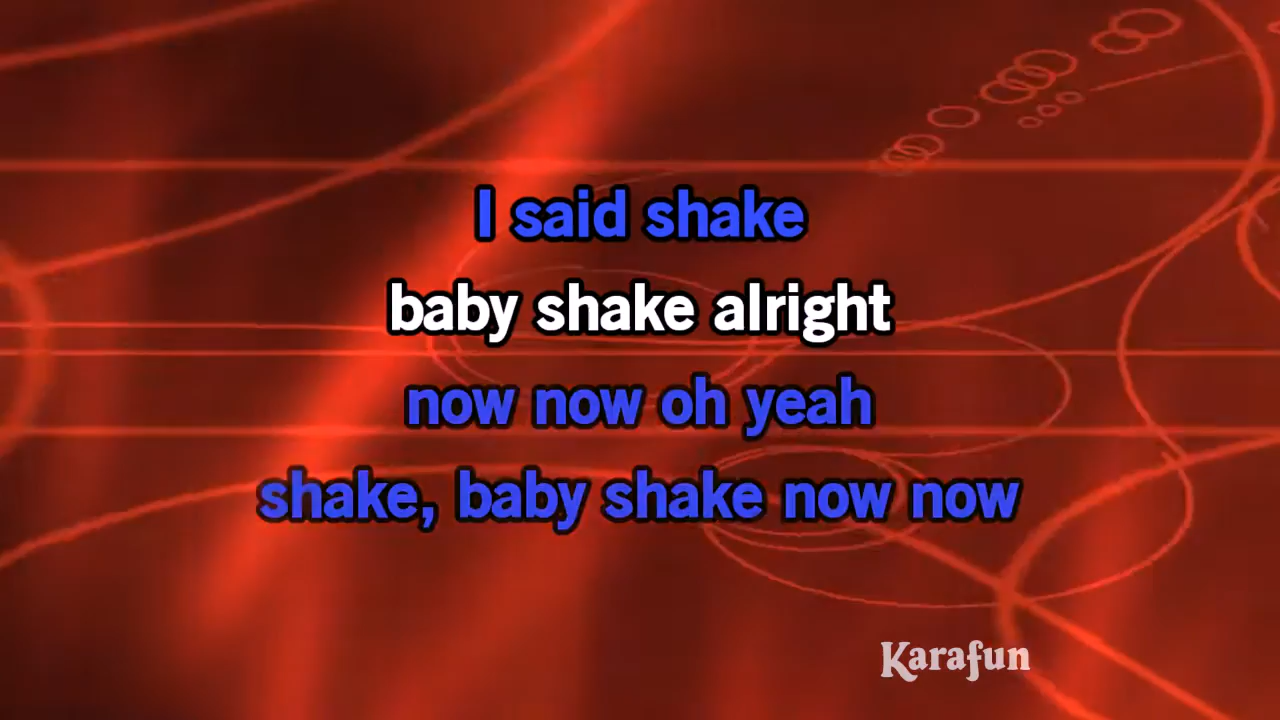 I said shake
baby shake alright
now now oh yeah
shake, baby shake now now
Karafun